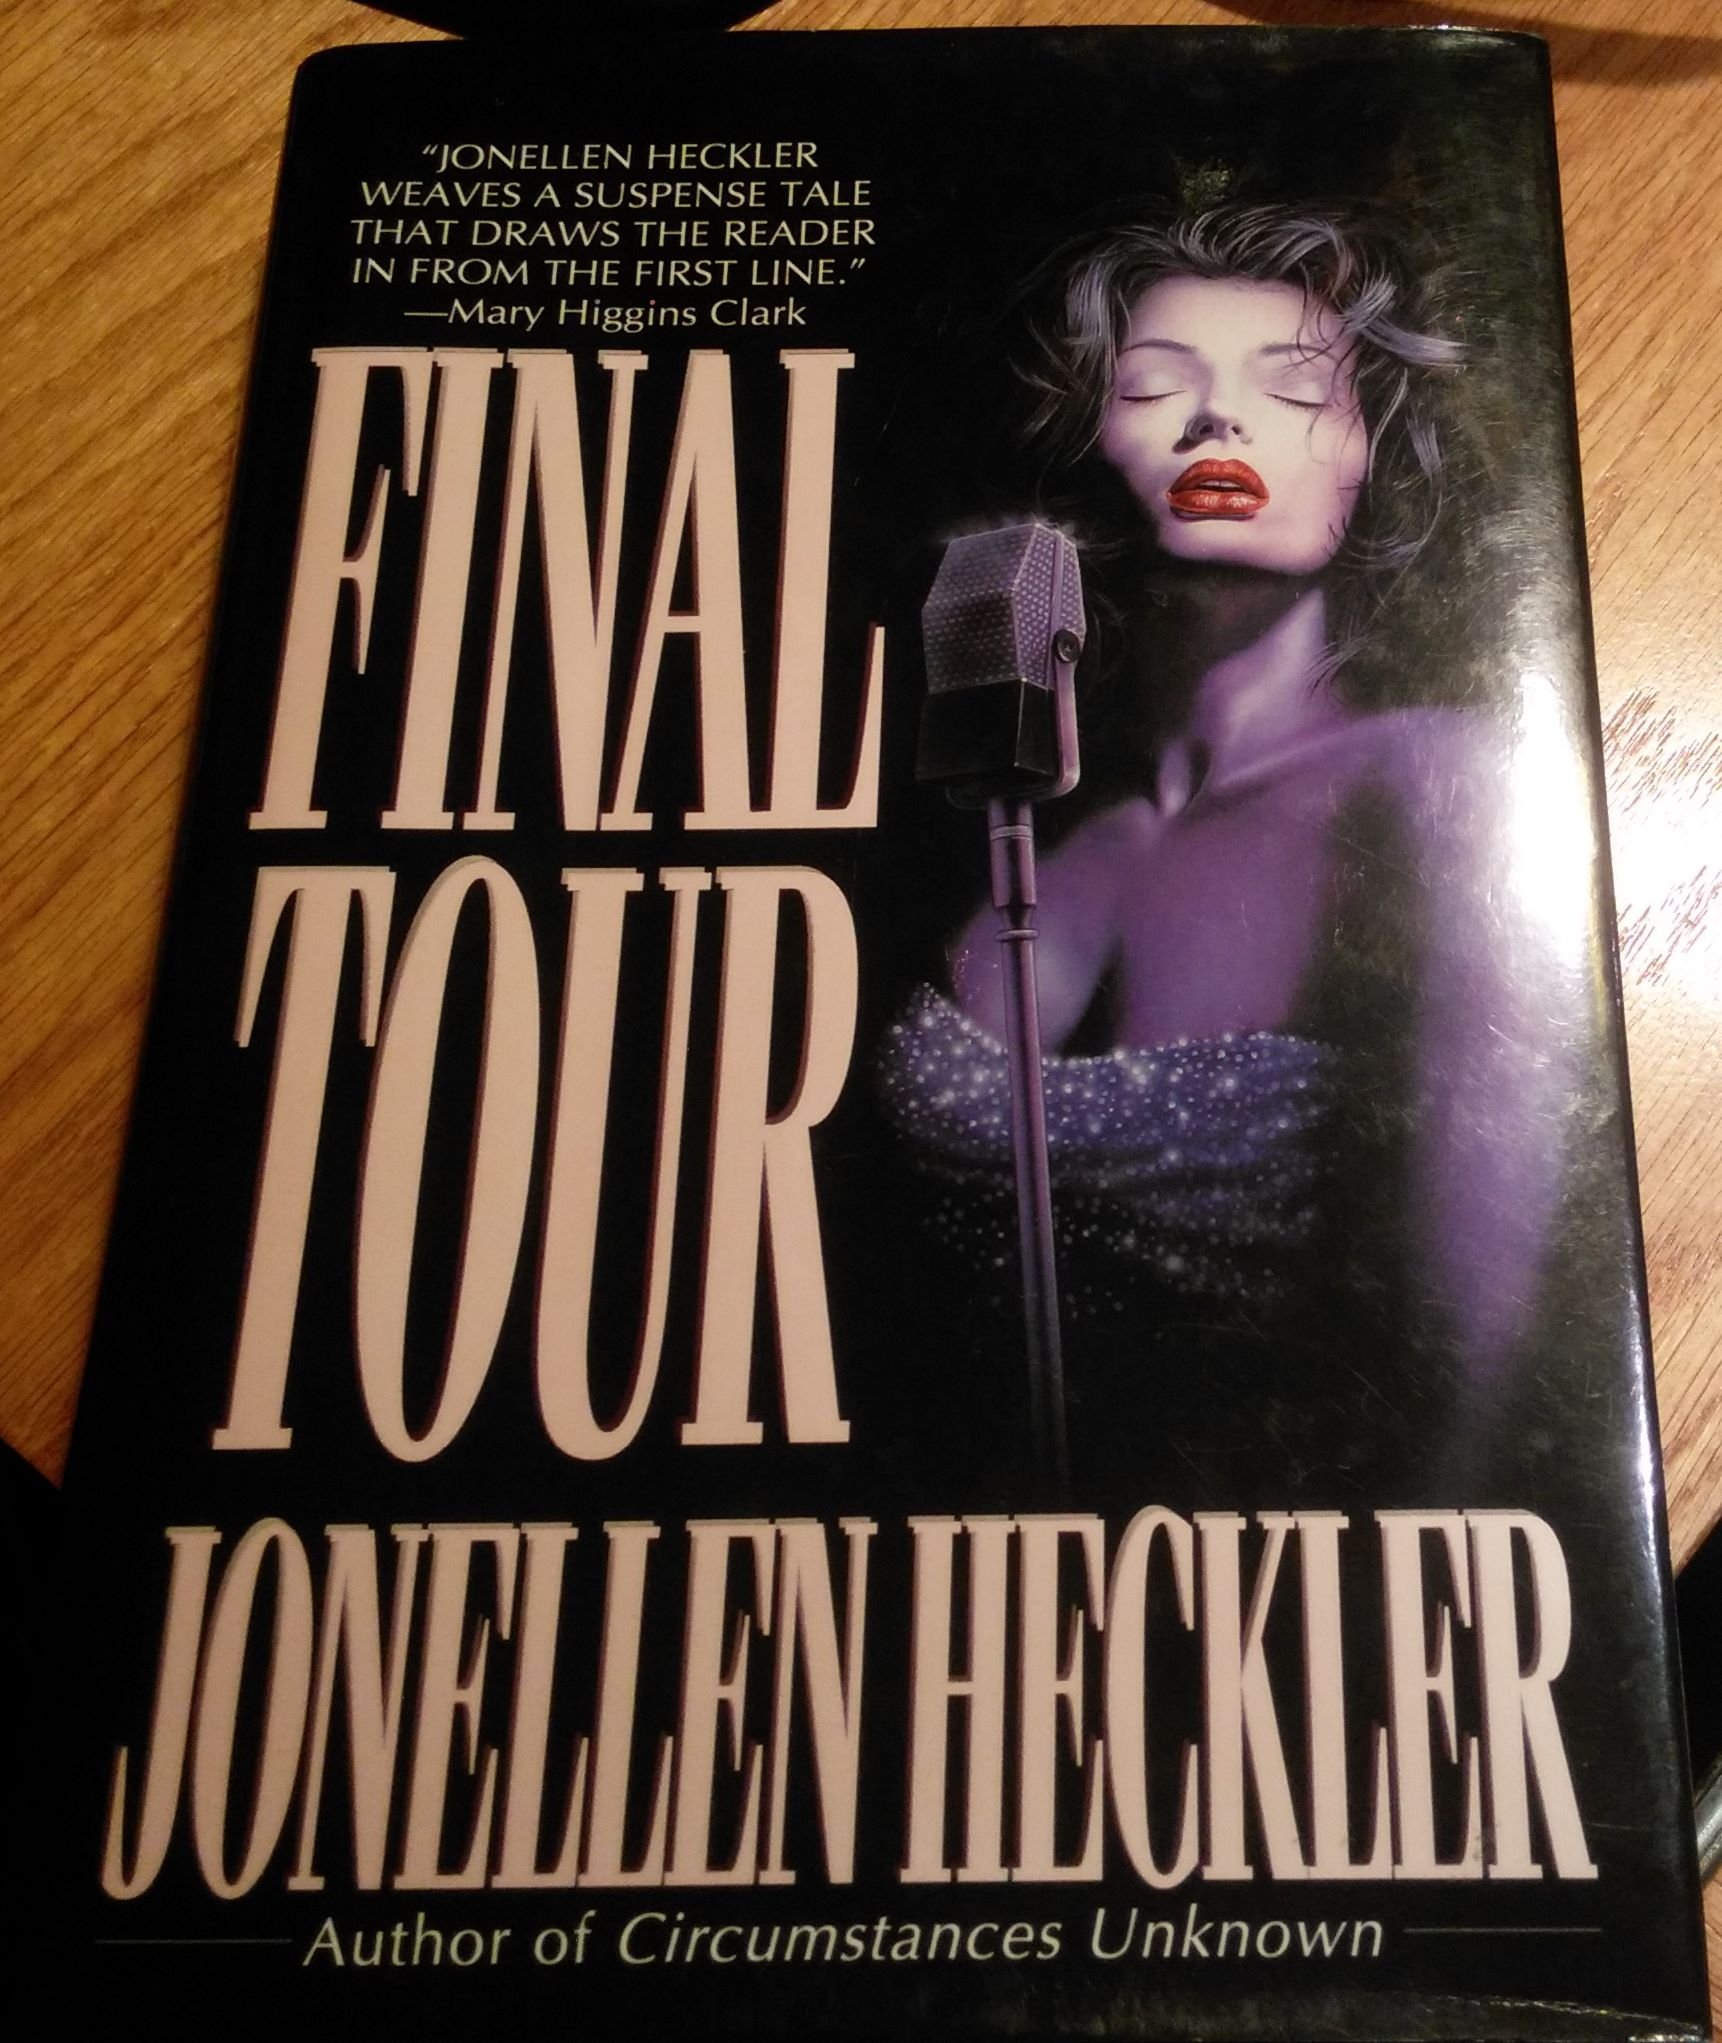 “JONELLEN HECKLER
WEAVES A SUSPENSE TALE
THAT DRAWS THE READER
IN FROM THE FIRST LINE.”
—Mary Higgins Clark
FINAL
TOUR
JONELLEN HECKLER
Author of Circumstances Unknown